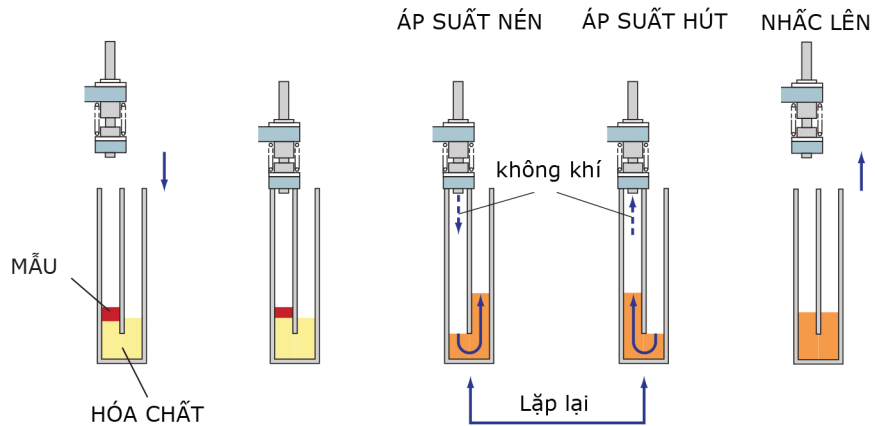 ÁP SUẤT NÉN
ÁP SUẤT HÚT
NHẤC LÊN
không khí
MẪU
HÓA CHẤT
Lặp lại